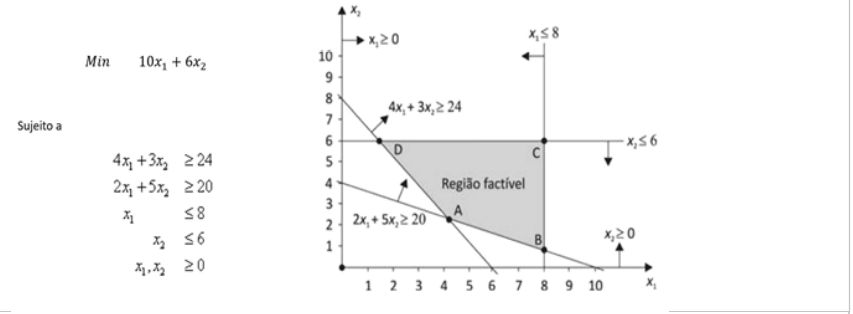 Min 10x₁ + 6x₂
Sujeito a
4x₁ +3x₂ ≥ 24
2x₁ +5x₂ ≥ 20
x₁ ≤ 8
x₂ ≤ 6
x₁,x₂ ≥ 0
x₂
x₁≥ 0
x₁≤ 8
10
9
8
4x₁ + 3x₂≥ 24
7
6
D
C
x₂≤ 6
5
4
Região factível
3
2
2x₁ + 5x₂≥ 20
A
x₂≥ 0
1
B
1 2 3 4 5 6 7 8 9 10 x₁